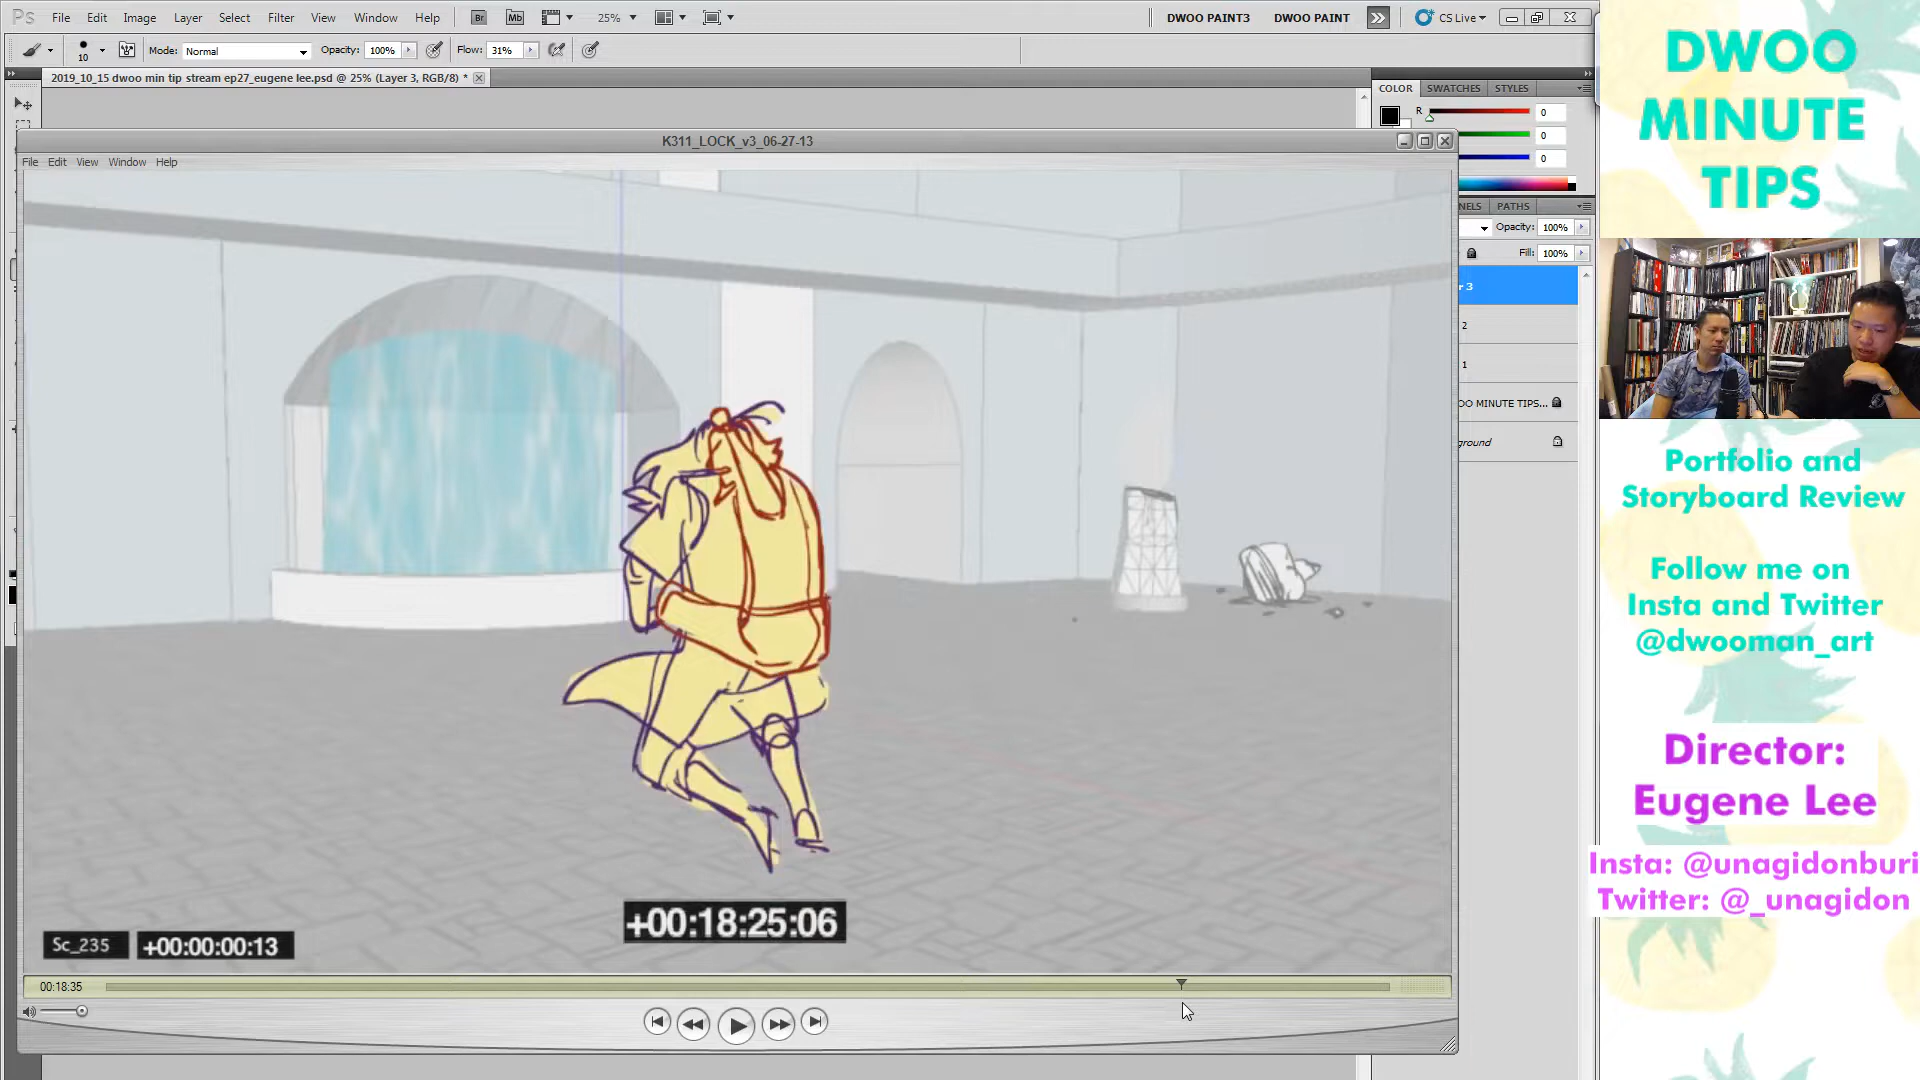 Ps File Edit Image Layer Select Filter View Window Help Br Mb 25% DWOO PAINT3 DWOO PAINT CS Live
10 Mode: Normal Opacity: 100% Flow: 31%
2019_10_15 dwoo min tip stream ep27_eugene lee.psd @ 25% (Layer 3, RGB/8) *
COLOR SWATCHES STYLES
R 0
0
0
NELS PATHS
Opacity: 100%
Fill: 100%
r 3
2
1
OO MINUTE TIPS...
ground
K311_LOCK_v3_06-27-13
File Edit View Window Help
Sc_235 +00:00:00:13
+00:18:25:06
00:18:35
DWOO
MINUTE
TIPS
Portfolio and
Storyboard Review
Follow me on
Insta and Twitter
@dwooman_art
Director:
Eugene Lee
Insta: @unagidonburi
Twitter: @_unagidon